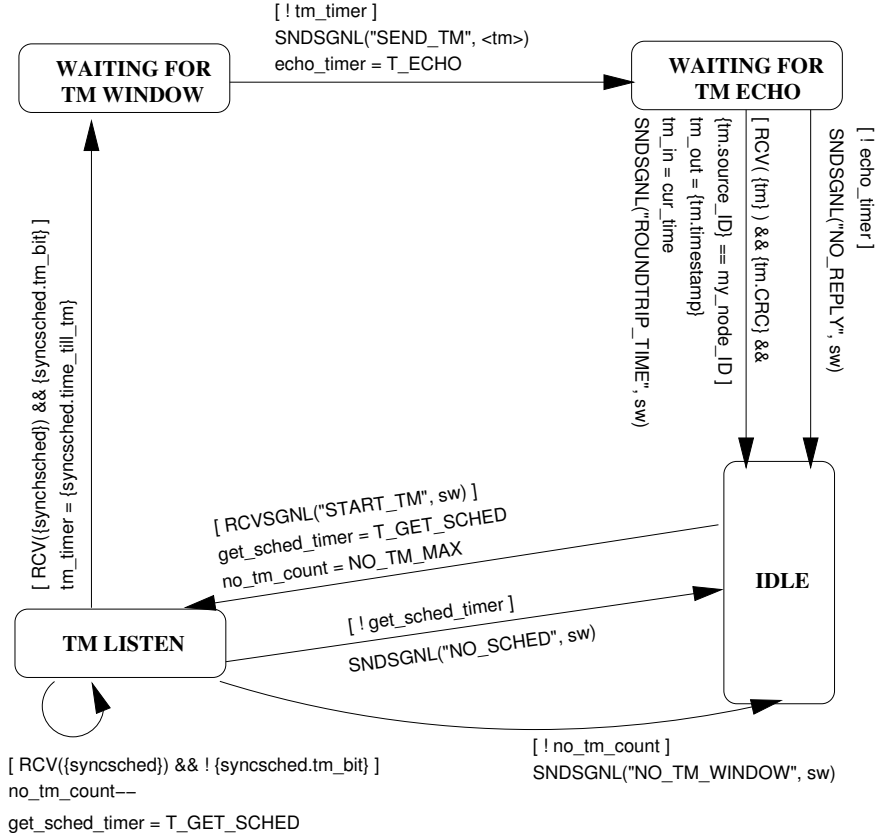 [ ! tm_timer ]
SNDSGNL("SEND_TM", <tm>)
echo_timer = T_ECHO
WAITING FOR
TM WINDOW
WAITING FOR
TM ECHO
[ ! echo_timer ]
SNDSGNL("NO_REPLY", sw)
[ RCV( {tm} ) && {tm.CRC} &&
{tm.source_ID} == my_node_ID ]
tm_out = {tm.timestamp}
tm_in = cur_time
SNDSGNL("ROUNDTRIP_TIME", sw)
[ RCV({synchsched}) && {syncsched.tm_bit} ]
tm_timer = {syncsched.time_till_tm}
[ RCVSGNL("START_TM", sw) ]
get_sched_timer = T_GET_SCHED
no_tm_count = NO_TM_MAX
IDLE
TM LISTEN
[ ! get_sched_timer ]
SNDSGNL("NO_SCHED", sw)
[ ! no_tm_count ]
SNDSGNL("NO_TM_WINDOW", sw)
[ RCV({syncsched}) && ! {syncsched.tm_bit} ]
no_tm_count−−
get_sched_timer = T_GET_SCHED